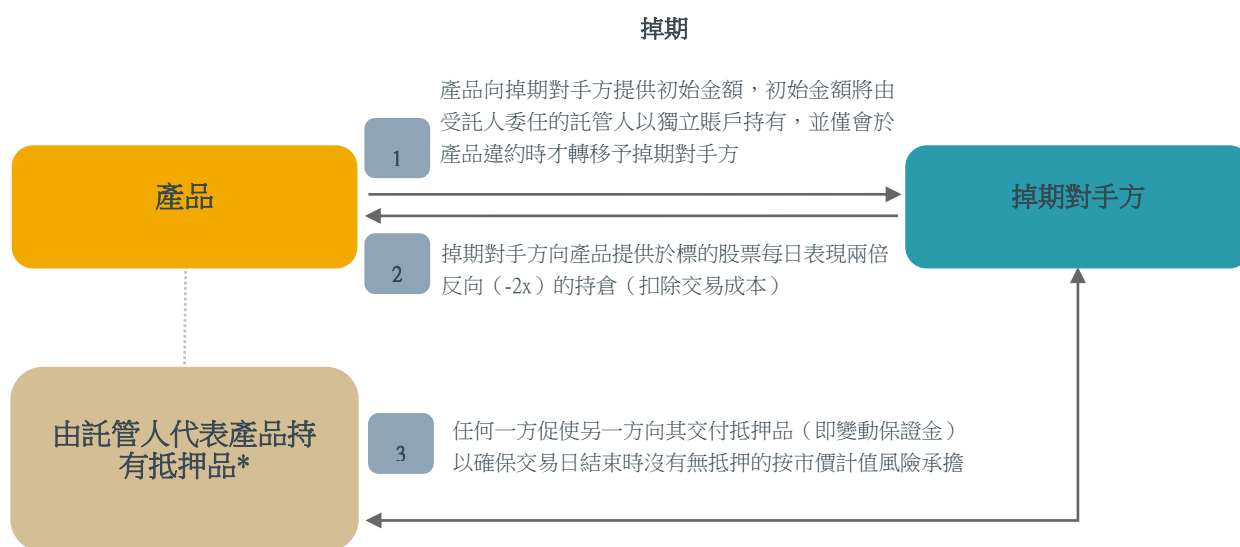 掉期
產品向掉期對手方提供初始金額，初始金額將由
受託人委任的託管人以獨立賬戶持有，並僅會於
產品違約時才轉移予掉期對手方
1
產品
掉期對手方
2
掉期對手方向產品提供於標的股票每日表現兩倍
反向（-2x）的持倉（扣除交易成本）
由託管人代表產品持
有抵押品*
3
任何一方促使另一方向其交付抵押品（即變動保證金）
以確保交易日結束時沒有無抵押的按市價計值風險承擔